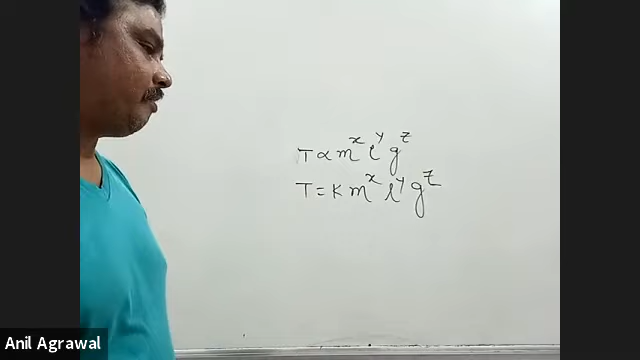 T ∝ m^x l^y g^z
T = K m^x l^y g^z
Anil Agrawal